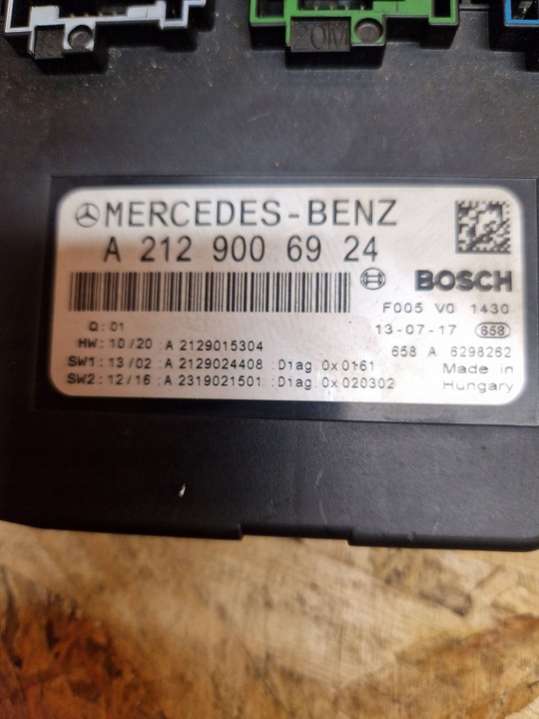 MERCEDES-BENZ
A 212 900 69 24
BOSCH
F005 V0 1430
Q: 01
13-07-17 658
HW: 10/20 :A 2129015304
658 A 6298262
SW1: 13/02 :A 2129024408 :Diag.0x0161
Made in
SW2: 12/16 :A 2319021501 :Diag.0x020302
Hungary